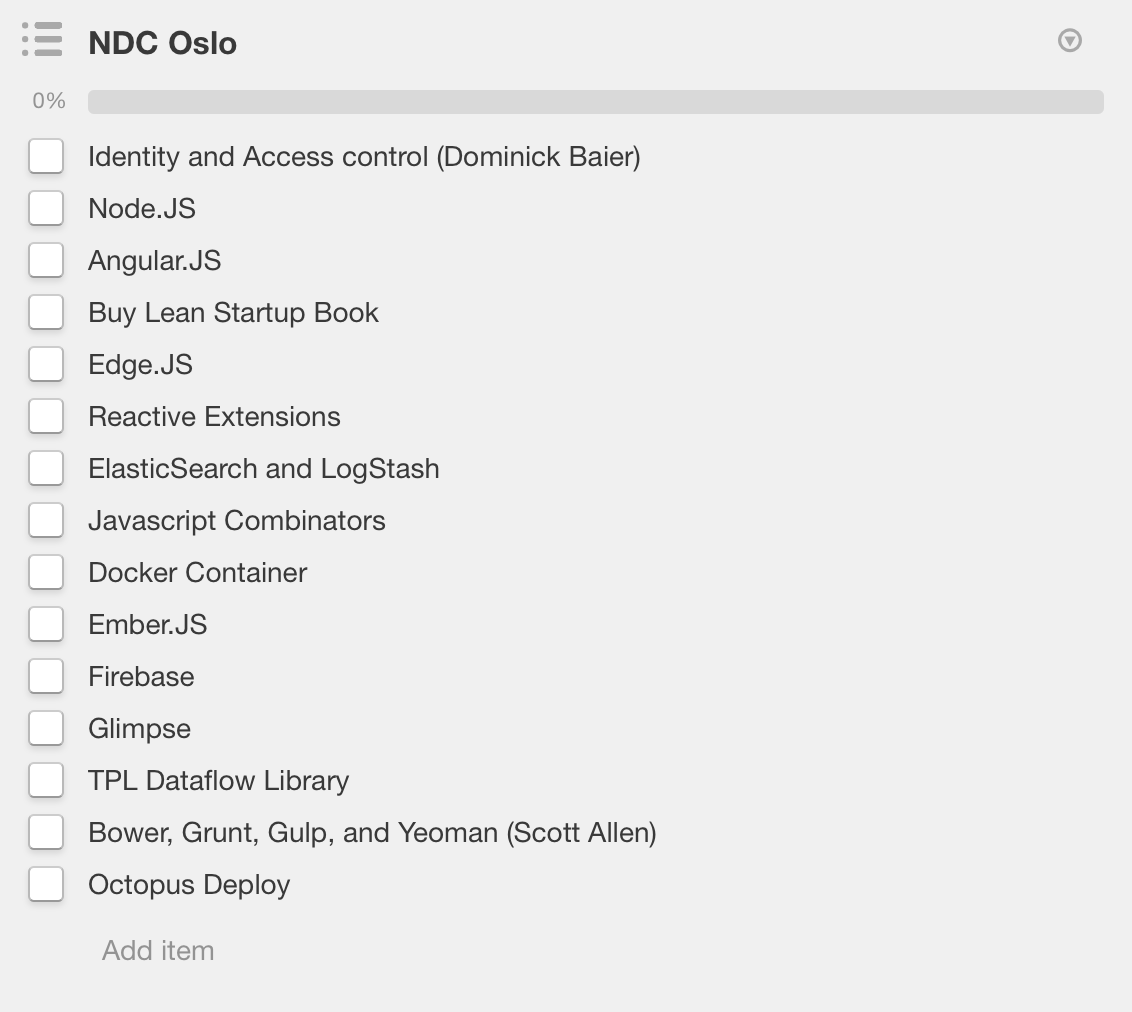 NDC Oslo
0%
Identity and Access control (Dominick Baier)
Node.JS
Angular.JS
Buy Lean Startup Book
Edge.JS
Reactive Extensions
ElasticSearch and LogStash
Javascript Combinators
Docker Container
Ember.JS
Firebase
Glimpse
TPL Dataflow Library
Bower, Grunt, Gulp, and Yeoman (Scott Allen)
Octopus Deploy
Add item